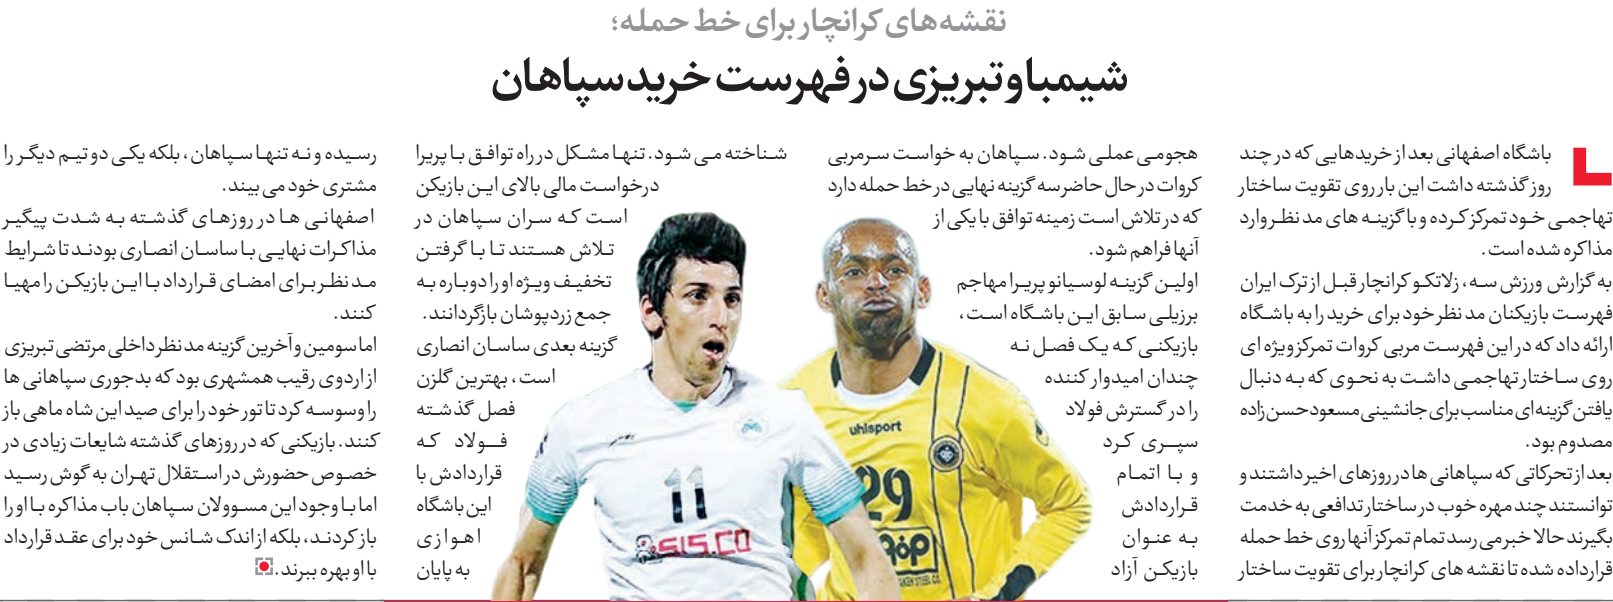 نقشه‌های کرانچار برای خط حمله؛
شیمبا و تبریزی در فهرست خرید سپاهان
باشگاه اصفهانی بعد از خریدهایی که در چند
روز گذشته داشت این بار روی تقویت ساختار
تهاجمی خود تمرکز کرده و با گزینه های مد نظر وارد
مذاکره شده است.
به گزارش ورزش سه، زلاتکو کرانچار قبل از ترک ایران
فهرست بازیکنان مد نظر خود برای خرید را به باشگاه
ارائه داد که در این فهرست مربی کروات تمرکز ویژه ای
روی ساختار تهاجمی داشت به نحوی که به دنبال
یافتن گزینه‌ای مناسب برای جانشینی مسعود حسن زاده
مصدوم بود.
بعد از تحرکاتی که سپاهانی ها در روزهای اخیر داشتند و
توانستند چند مهره خوب در ساختار تدافعی به خدمت
بگیرند حالا خبر می رسد تمام تمرکز آنها روی خط حمله
قرار داده شده تا نقشه های کرانچار برای تقویت ساختار
هجومی عملی شود. سپاهان به خواست سرمربی
کروات در حال حاضر سه گزینه نهایی در خط حمله دارد
که در تلاش است زمینه توافق با یکی از
آنها فراهم شود.
اولین گزینه لوسیانو پریرا مهاجم
برزیلی سابق این باشگاه است،
بازیکنی که یک فصل نه
چندان امیدوار کننده
را در گسترش فولاد
سپری کرد
و با اتمام
قراردادش
به عنوان
بازیکن آزاد
شناخته می شود. تنها مشکل در راه توافق با پریرا
درخواست مالی بالای این بازیکن
است که سران سپاهان در
تلاش هستند تا با گرفتن
تخفیف ویژه او را دوباره به
جمع زردپوشان بازگردانند.
گزینه بعدی ساسان انصاری
است، بهترین گلزن
فصل گذشته
فولاد که
قراردادش با
این باشگاه
اهوازی
به پایان
رسیده و نه تنها سپاهان، بلکه یکی دو تیم دیگر را
مشتری خود می بیند.
اصفهانی ها در روزهای گذشته به شدت پیگیر
مذاکرات نهایی با ساسان انصاری بودند تا شرایط
مد نظر برای امضای قرارداد با این بازیکن را مهیا
کنند.
اما سومین و آخرین گزینه مد نظر داخلی مرتضی تبریزی
از اردوی رقیب همشهری بود که بدجوری سپاهانی ها
را وسوسه کرد تا تور خود را برای صید این شاه ماهی باز
کنند. بازیکنی که در روزهای گذشته شایعات زیادی در
خصوص حضورش در استقلال تهران به گوش رسید
اما با وجود این مسوولان سپاهان باب مذاکره با او را
باز کردند، بلکه از اندک شانس خود برای عقد قرارداد
با او بهره ببرند.
uhlsport
29
11
SIS.CO